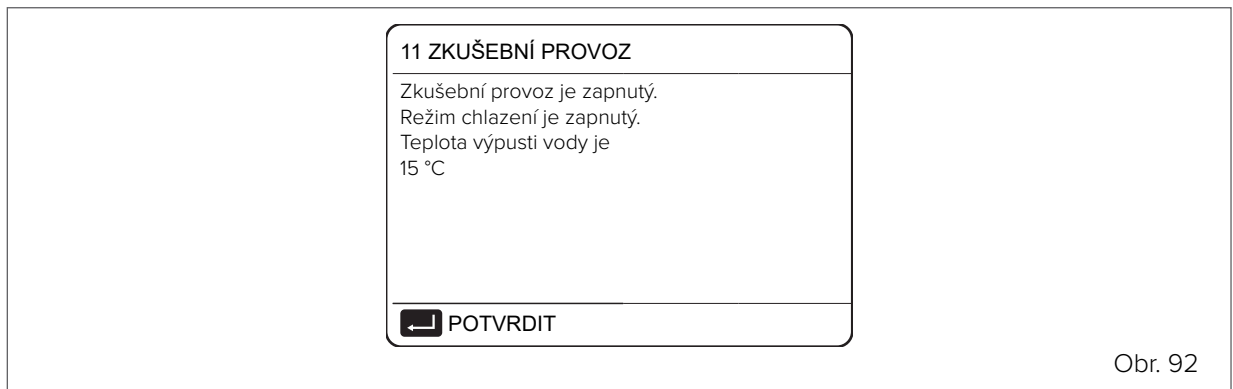 11 ZKUŠEBNÍ PROVOZ
Zkušební provoz je zapnutý.
Režim chlazení je zapnutý.
Teplota výpusti vody je
15 °C
POTVRDIT
Obr. 92